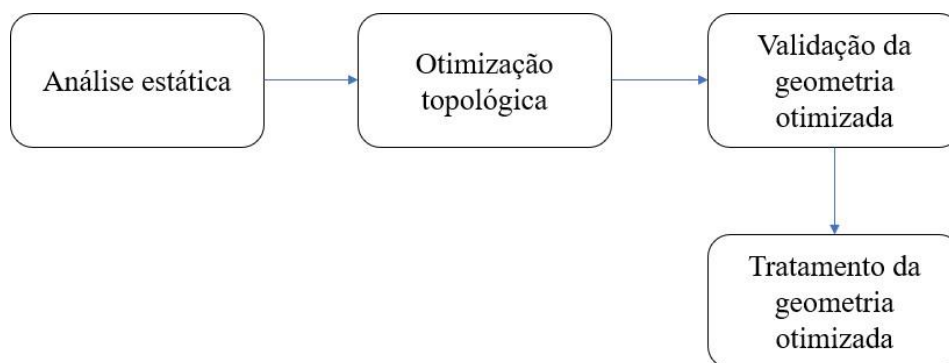 Análise estática
Otimização
topológica
Validação da
geometria
otimizada
Tratamento da
geometria
otimizada